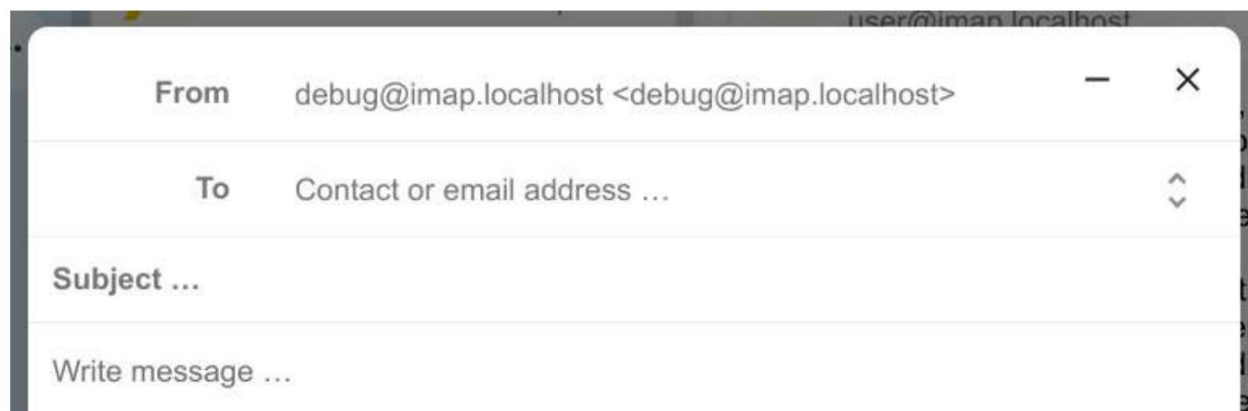 user@imap.localhost
From debug@imap.localhost <debug@imap.localhost>
To Contact or email address …
Subject …
Write message …